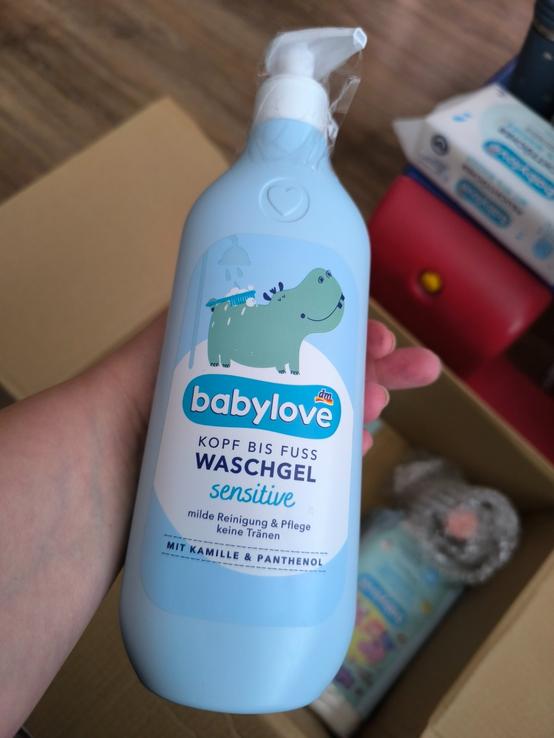 dm
babylove
KOPF BIS FUSS
WASCHGEL
sensitive
milde Reinigung & Pflege
keine Tränen
MIT KAMILLE & PANTHENOL